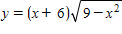 y = (x + 6)√(9 − x²)